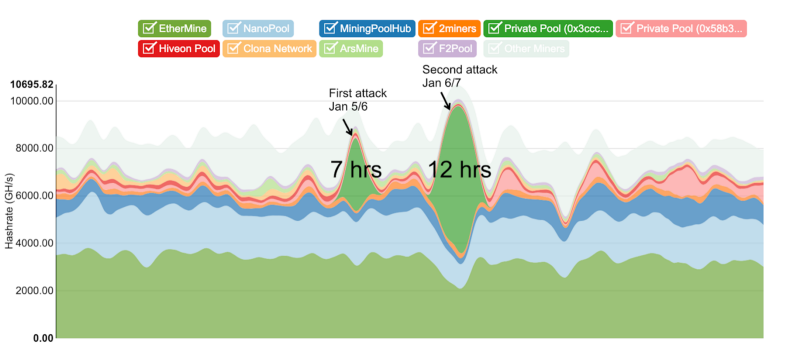 EtherMine NanoPool MiningPoolHub 2miners Private Pool (0x3ccc... Private Pool (0x58b3...
Hiveon Pool Clona Network ArsMine F2Pool Other Miners
Second attack
Jan 6/7
First attack
Jan 5/6
7 hrs 12 hrs
Hashrate (GH/s)
10695.82
10000.00
8000.00
6000.00
4000.00
2000.00
0.00